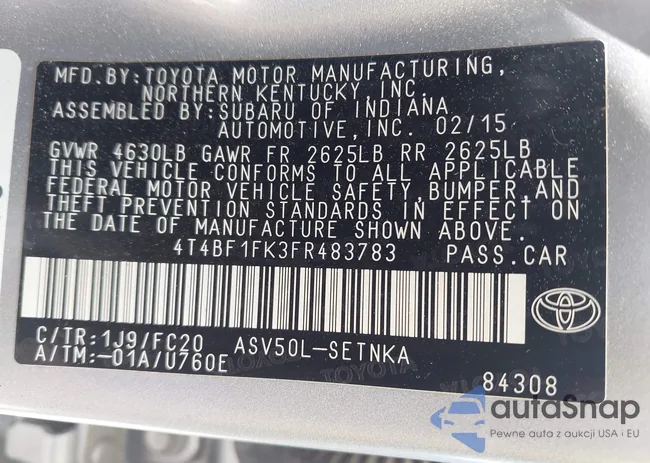 MFD.BY:TOYOTA MOTOR MANUFACTURING,
NORTHERN KENTUCKY, INC.
ASSEMBLED BY:SUBARU OF INDIANA
AUTOMOTIVE,INC. 02/15
GVWR 4630LB GAWR FR 2625LB RR 2625LB
THIS VEHICLE CONFORMS TO ALL APPLICABLE
FEDERAL MOTOR VEHICLE SAFETY,BUMPER,AND
THEFT PREVENTION STANDARDS IN EFFECT ON
THE DATE OF MANUFACTURE SHOWN ABOVE.
4T4BF1FK3FR483783 PASS.CAR
C/TR:1J9/FC20 ASV50L-SETNKA
A/TM:-01A/U760E
TOYOTA
84308
autoSnap
Pewne auta z aukcji USA i EU